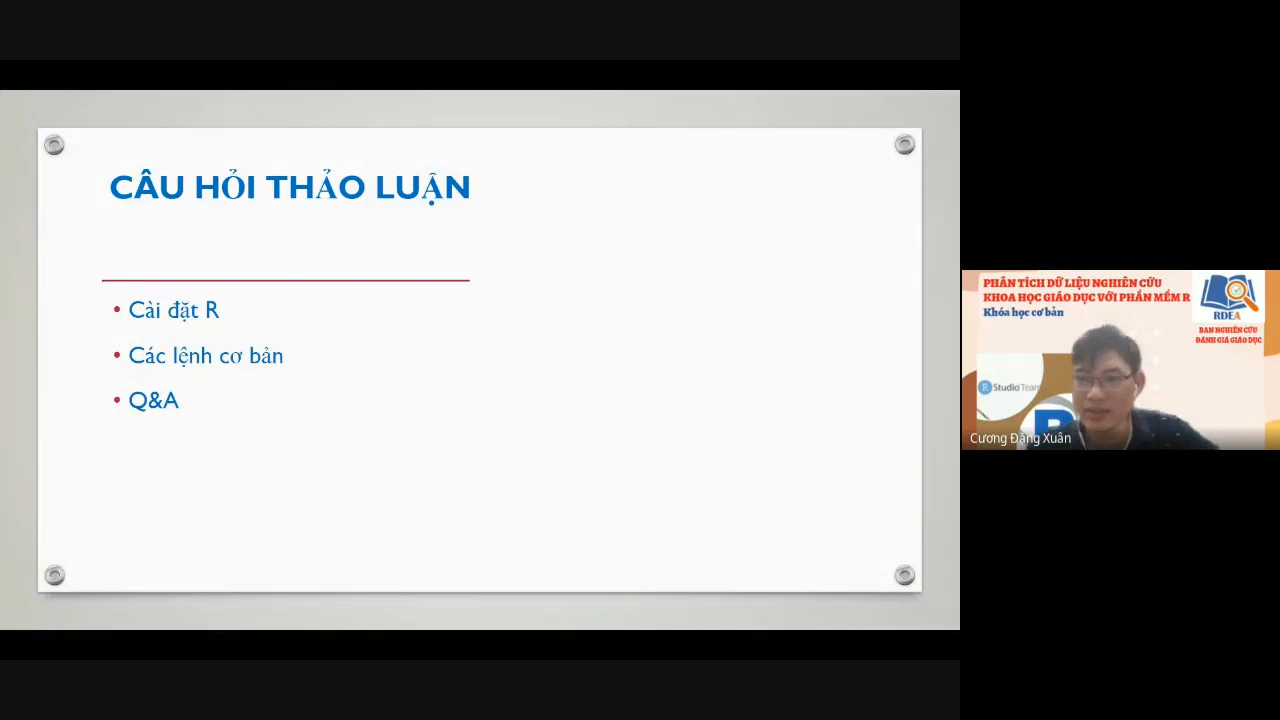 CÂU HỎI THẢO LUẬN
• Cài đặt R
• Các lệnh cơ bản
• Q&A
PHÂN TÍCH DỮ LIỆU NGHIÊN CỨU
KHOA HỌC GIÁO DỤC VỚI PHẦN MỀM R
Khóa học cơ bản
RDEA
BAN NGHIÊN CỨU
ĐÁNH GIÁ GIÁO DỤC
R Studio Team
R
Cương Đặng Xuân